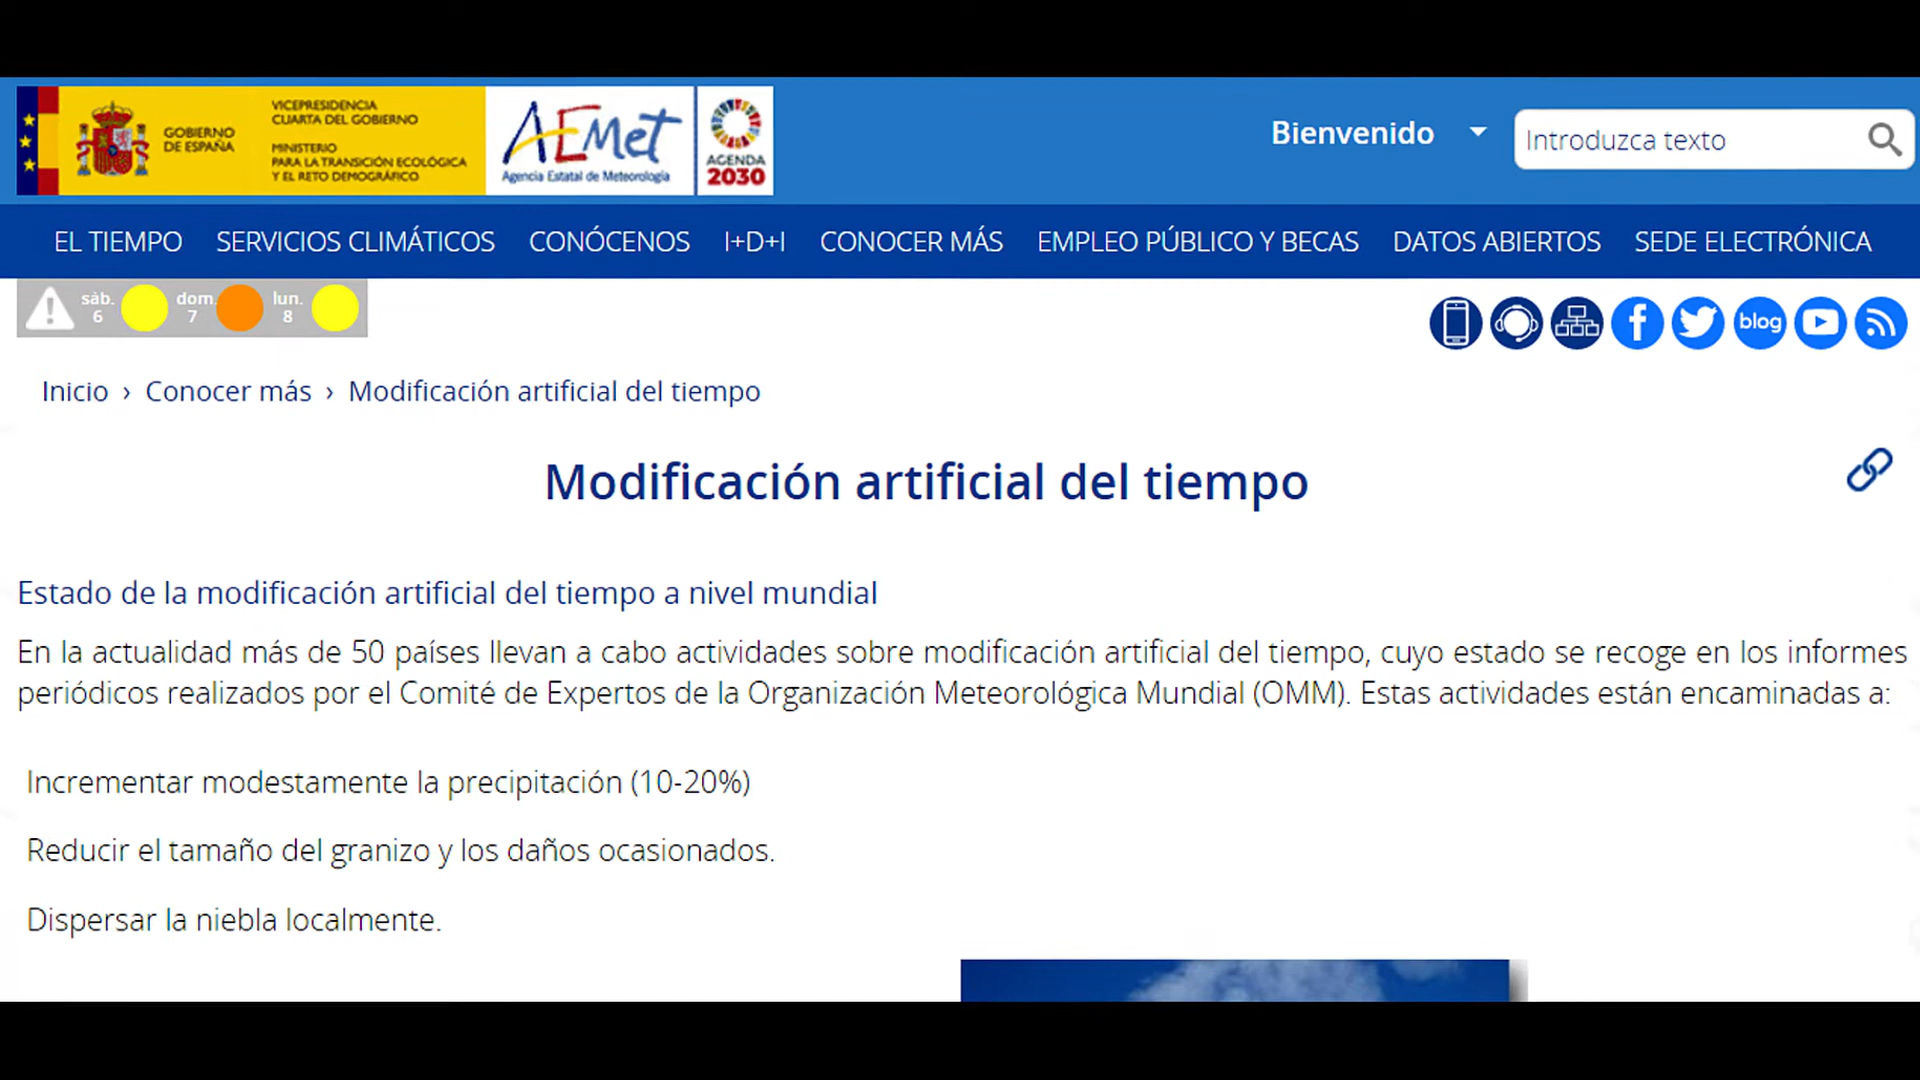 GOBIERNO
DE ESPAÑA
VICEPRESIDENCIA
CUARTA DEL GOBIERNO
MINISTERIO
PARA LA TRANSICIÓN ECOLÓGICA
Y EL RETO DEMOGRÁFICO
AEMet
Agencia Estatal de Meteorología
AGENDA
2030
Bienvenido
Introduzca texto
EL TIEMPO SERVICIOS CLIMÁTICOS CONÓCENOS I+D+I CONOCER MÁS EMPLEO PÚBLICO Y BECAS DATOS ABIERTOS SEDE ELECTRÓNICA
sáb. 6 dom. 7 lun. 8
blog
Inicio › Conocer más › Modificación artificial del tiempo
Modificación artificial del tiempo
Estado de la modificación artificial del tiempo a nivel mundial
En la actualidad más de 50 países llevan a cabo actividades sobre modificación artificial del tiempo, cuyo estado se recoge en los informes
periódicos realizados por el Comité de Expertos de la Organización Meteorológica Mundial (OMM). Estas actividades están encaminadas a:
Incrementar modestamente la precipitación (10-20%)
Reducir el tamaño del granizo y los daños ocasionados.
Dispersar la niebla localmente.